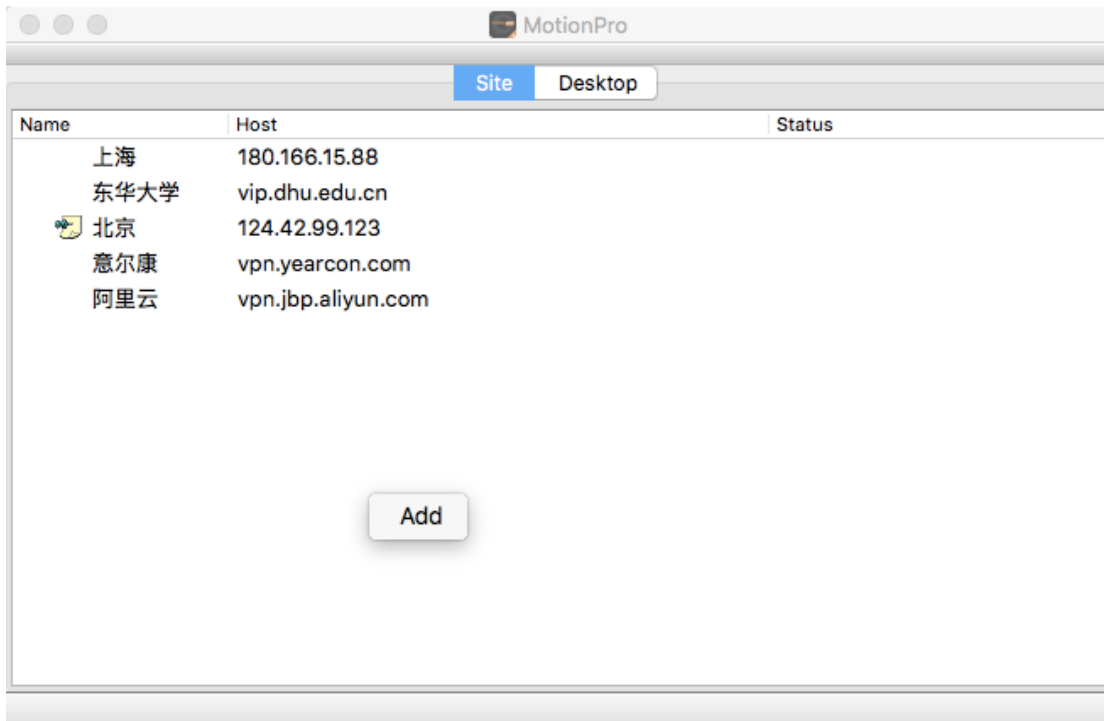 MotionPro
Site Desktop
Name Host Status
上海 180.166.15.88
东华大学 vip.dhu.edu.cn
北京 124.42.99.123
意尔康 vpn.yearcon.com
阿里云 vpn.jbp.aliyun.com
Add